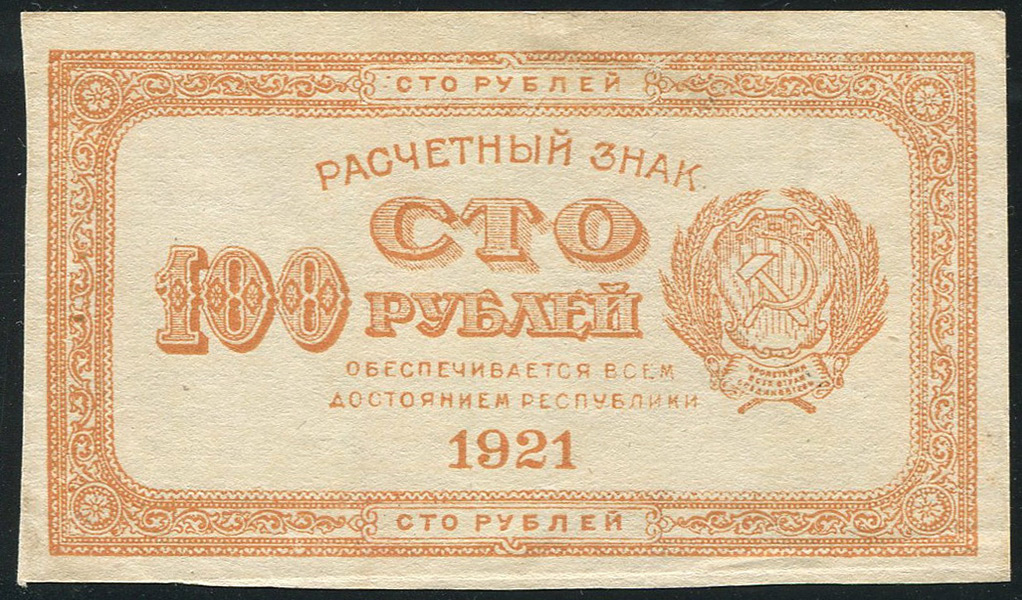 СТО РУБЛЕЙ
РАСЧЕТНЫЙ ЗНАК
СТО
100 РУБЛЕЙ
ОБЕСПЕЧИВАЕТСЯ ВСЕМ
ДОСТОЯНИЕМ РЕСПУБЛИКИ
1921
СТО РУБЛЕЙ